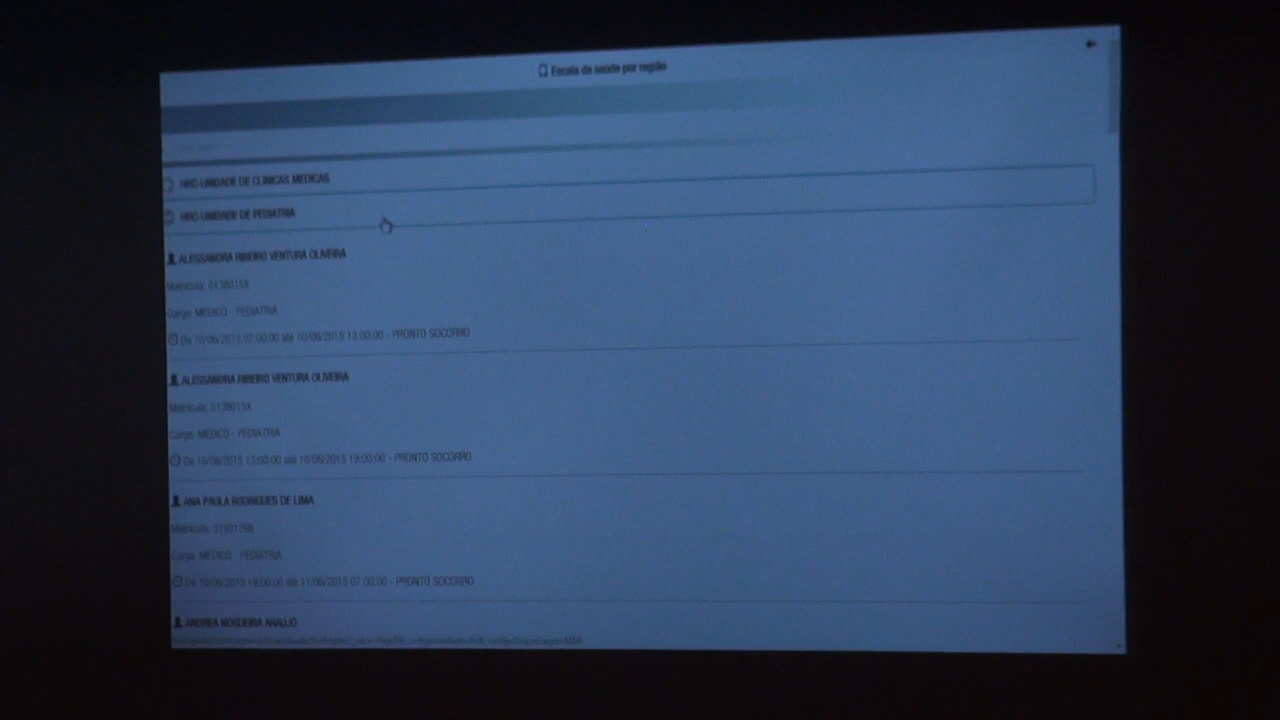 Escala da saúde por região
HRC-UNIDADE DE CLINICAS MEDICAS
HRC-UNIDADE DE PEDIATRIA
ALESSANDRA RIBEIRO VENTURA OLIVEIRA
Matrícula: 0138015X
Cargo: MEDICO - PEDIATRIA
De 10/06/2015 07:00:00 até 10/06/2015 13:00:00 - PRONTO SOCORRO
ALESSANDRA RIBEIRO VENTURA OLIVEIRA
Matrícula: 0138015X
Cargo: MEDICO - PEDIATRIA
De 10/06/2015 13:00:00 até 10/06/2015 19:00:00 - PRONTO SOCORRO
ANA PAULA RODRIGUES DE LIMA
Matrícula:
Cargo: MEDICO - PEDIATRIA
De 10/06/2015 19:00:00 até 11/06/2015 07:00:00 - PRONTO SOCORRO
ANDREA NOGUEIRA ARAUJO